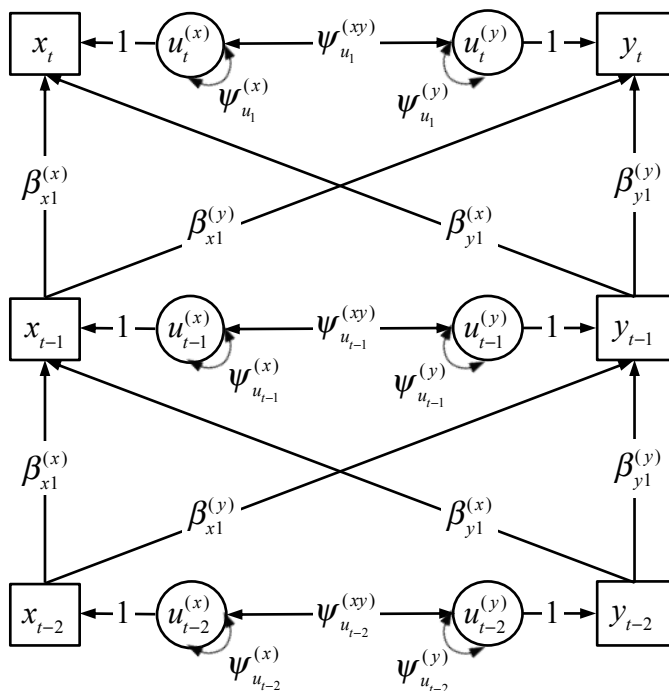 x_t 1 u_t^(x) ψ_{u_1}^(xy) u_t^(y) 1 y_t
ψ_{u_1}^(x) ψ_{u_1}^(y)
β_{x1}^(x) β_{x1}^(y) β_{y1}^(x) β_{y1}^(y)
x_{t−1} 1 u_{t−1}^(x) ψ_{u_{t−1}}^(xy) u_{t−1}^(y) 1 y_{t−1}
ψ_{u_{t−1}}^(x) ψ_{u_{t−1}}^(y)
β_{x1}^(x) β_{x1}^(y) β_{y1}^(x) β_{y1}^(y)
x_{t−2} 1 u_{t−2}^(x) ψ_{u_{t−2}}^(xy) u_{t−2}^(y) 1 y_{t−2}
ψ_{u_{t−2}}^(x) ψ_{u_{t−2}}^(y)